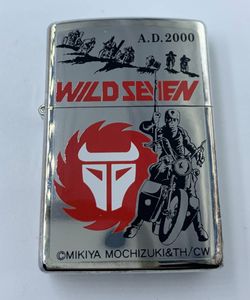 A.D.2000
WILD SEVEN
©MIKIYA MOCHIZUKI&TH/CW